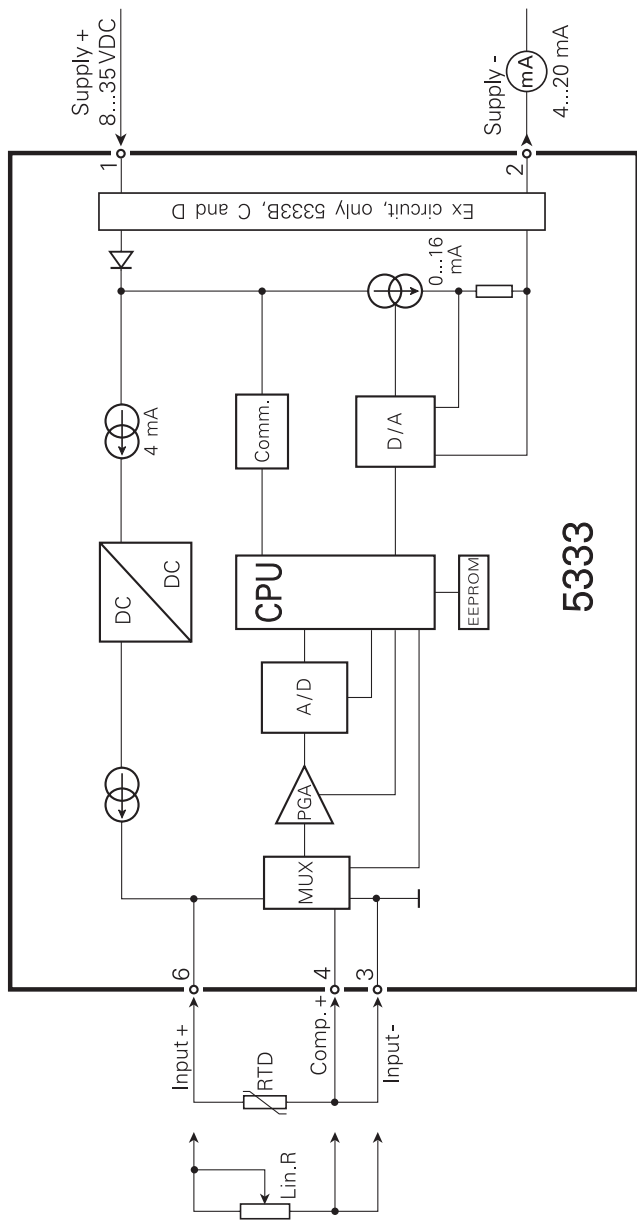 Supply +
8...35 VDC
Supply -
mA
4...20 mA
1
2
Ex circuit, only 5333B, C and D
0...16
mA
4 mA
Comm.
D/A
DC
DC
CPU
EEPROM
5333
A/D
PGA
MUX
6
4
3
Input +
Comp. +
Input -
RTD
Lin.R